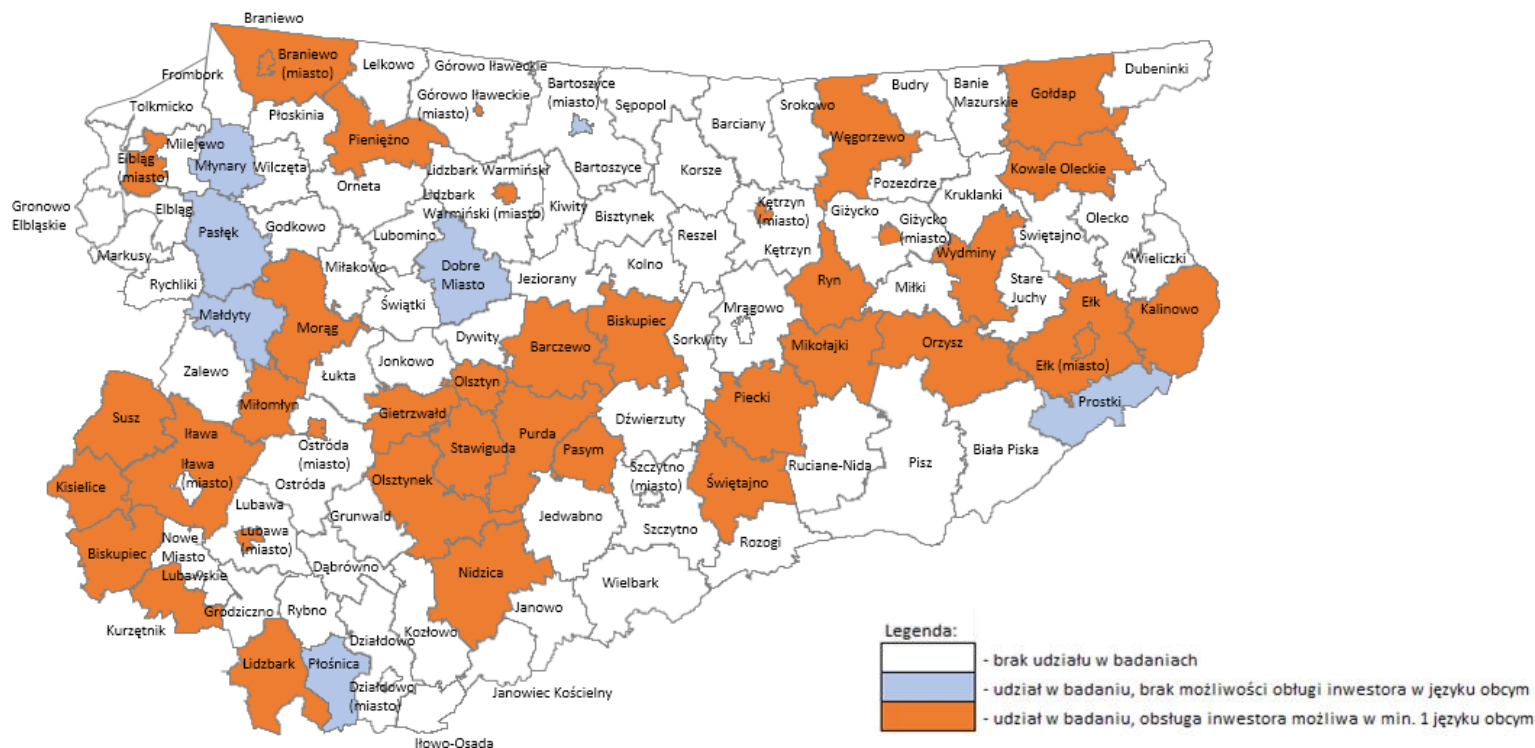 Braniewo
Braniewo
(miasto)
Lelkowo
Górowo Iławeckie
Frombork
Górowo Iławeckie
(miasto)
Bartoszyce
(miasto)
Sępopol
Barciany
Srokowo
Budry
Banie
Mazurskie
Gołdap
Dubeninki
Tolkmicko
Płoskinia
Pieniężno
Węgorzewo
Milejewo
Elbląg
(miasto)
Młynary
Wilczęta
Orneta
Lidzbark Warmiński
Lidzbark
Warmiński (miasto)
Kiwity
Bartoszyce
Korsze
Pozezdrze
Kruklanki
Kowale Oleckie
Gronowo
Elbląskie
Elbląg
Pasłęk
Godkowo
Lubomino
Bisztynek
Reszel
Kętrzyn
(miasto)
Kętrzyn
Giżycko
Giżycko
(miasto)
Świętajno
Olecko
Markusy
Rychliki
Miłakowo
Dobre
Miasto
Jeziorany
Kolno
Wydminy
Wieliczki
Świątki
Ryn
Miłki
Stare
Juchy
Ełk
Kalinowo
Małdyty
Morąg
Mrągowo
Biskupiec
Sorkwity
Dywity
Barczewo
Mikołajki
Orzysz
Ełk (miasto)
Zalewo
Łukta
Jonkowo
Olsztyn
Piecki
Prostki
Susz
Miłomłyn
Gietrzwałd
Iława
Dźwierzuty
Purda
Stawiguda
Pasym
Ostróda
(miasto)
Ostróda
Iława
(miasto)
Kisielice
Olsztynek
Szczytno
(miasto)
Świętajno
Ruciane-Nida
Pisz
Biała Piska
Lubawa
Grunwald
Jedwabno
Szczytno
Lubawa
(miasto)
Rozogi
Biskupiec
Nowe
Miasto
Lubawskie
Dąbrówno
Nidzica
Wielbark
Grodziczno
Rybno
Janowo
Kurzętnik
Działdowo
Kozłowo
Lidzbark
Płośnica
Działdowo
(miasto)
Janowiec Kościelny
Iłowo-Osada
Legenda:
- brak udziału w badaniach
- udział w badaniu, brak możliwości obługi inwestora w języku obcym
- udział w badaniu, obsługa inwestora możliwa w min. 1 języku obcym